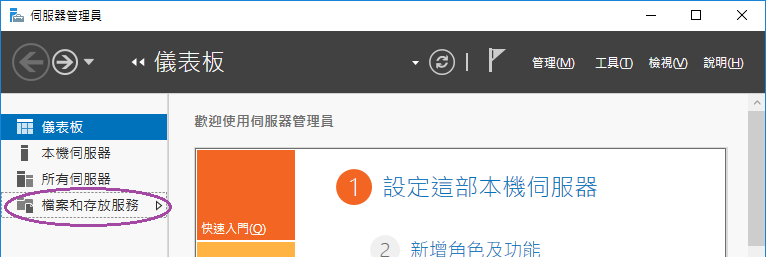 伺服器管理員
儀表板
管理(M) 工具(T) 檢視(V) 說明(H)
儀表板
本機伺服器
所有伺服器
檔案和存放服務
歡迎使用伺服器管理員
快速入門(Q)
1 設定這部本機伺服器
2 新增角色及功能